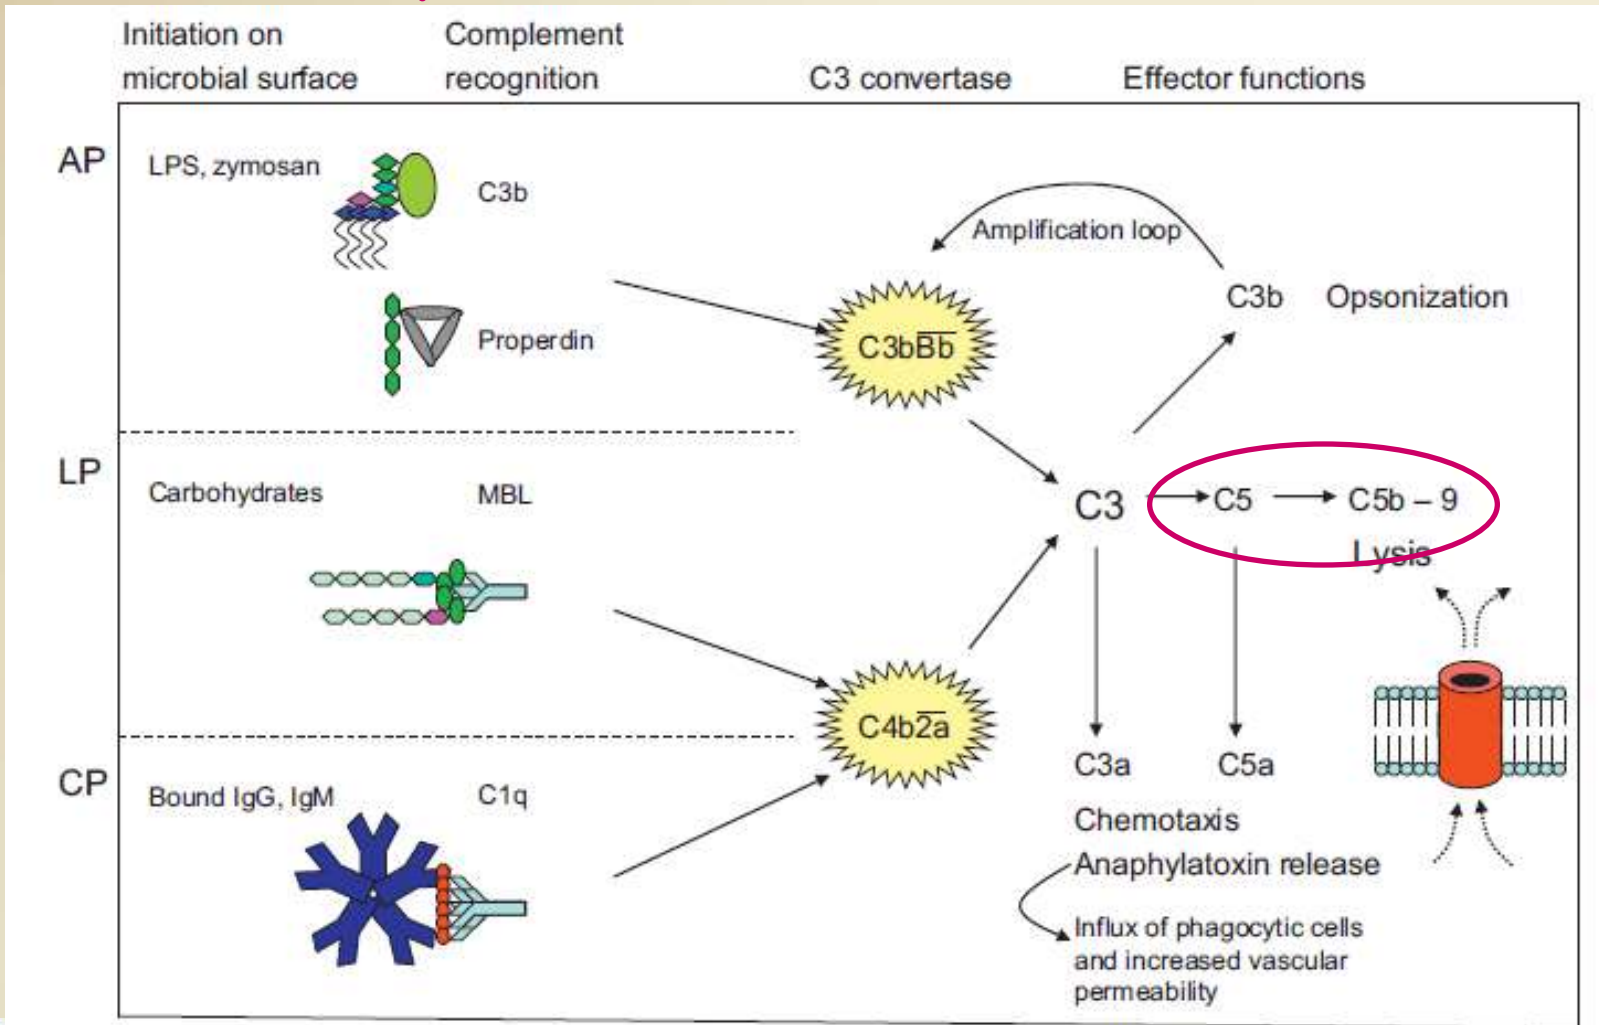 Initiation on
microbial surface
Complement
recognition
C3 convertase
Effector functions
AP
LPS, zymosan
C3b
Properdin
C3bB̅b̅
Amplification loop
C3b
Opsonization
LP
Carbohydrates
MBL
C3
C5
C5b – 9
Lysis
C4b2̅a̅
CP
Bound IgG, IgM
C1q
C3a
C5a
Chemotaxis
Anaphylatoxin release
Influx of phagocytic cells
and increased vascular
permeability